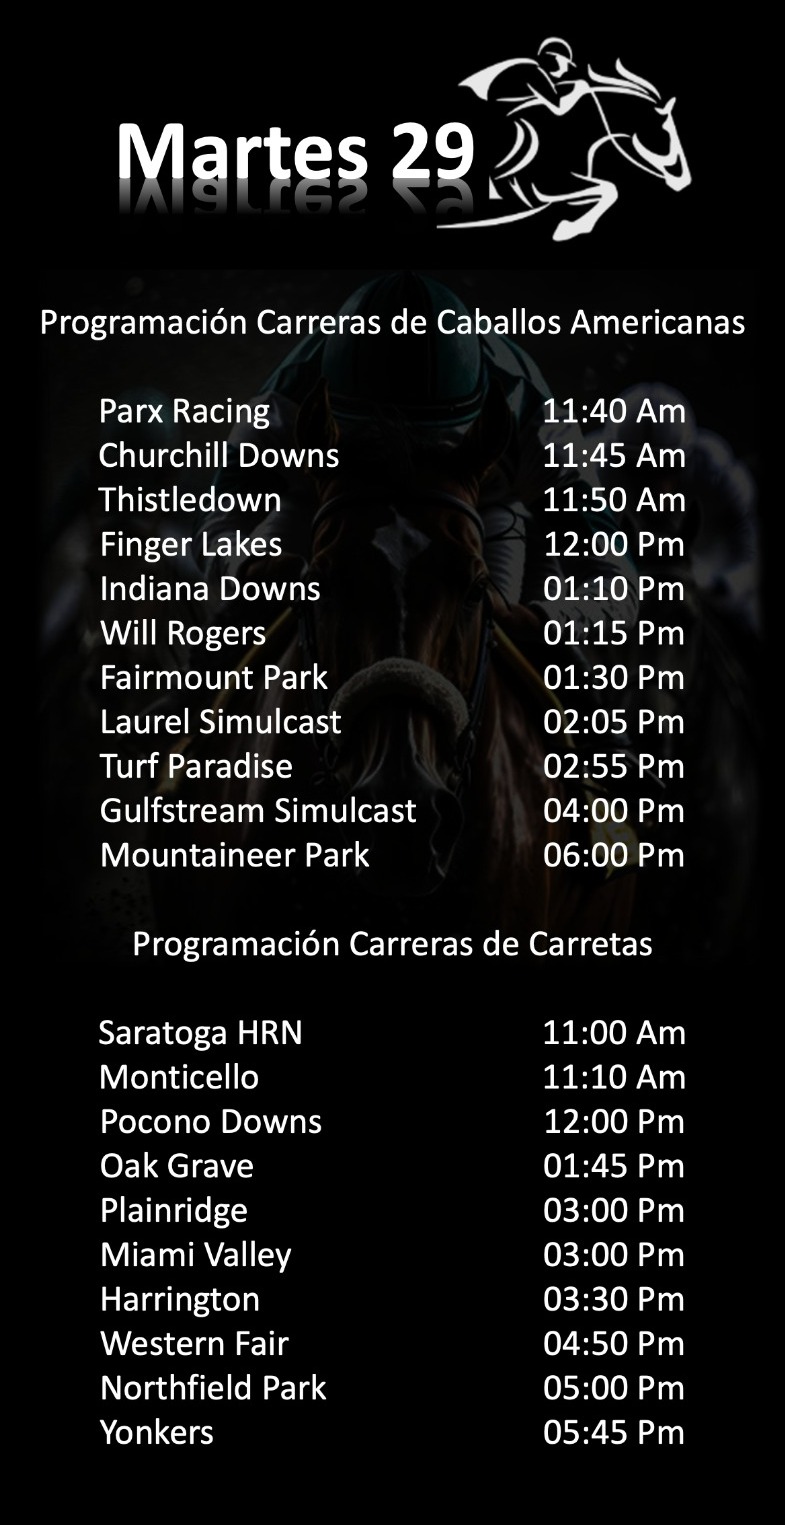 Martes 29
Programación Carreras de Caballos Americanas
Parx Racing 11:40 Am
Churchill Downs 11:45 Am
Thistledown 11:50 Am
Finger Lakes 12:00 Pm
Indiana Downs 01:10 Pm
Will Rogers 01:15 Pm
Fairmount Park 01:30 Pm
Laurel Simulcast 02:05 Pm
Turf Paradise 02:55 Pm
Gulfstream Simulcast 04:00 Pm
Mountaineer Park 06:00 Pm
Programación Carreras de Carretas
Saratoga HRN 11:00 Am
Monticello 11:10 Am
Pocono Downs 12:00 Pm
Oak Grave 01:45 Pm
Plainridge 03:00 Pm
Miami Valley 03:00 Pm
Harrington 03:30 Pm
Western Fair 04:50 Pm
Northfield Park 05:00 Pm
Yonkers 05:45 Pm